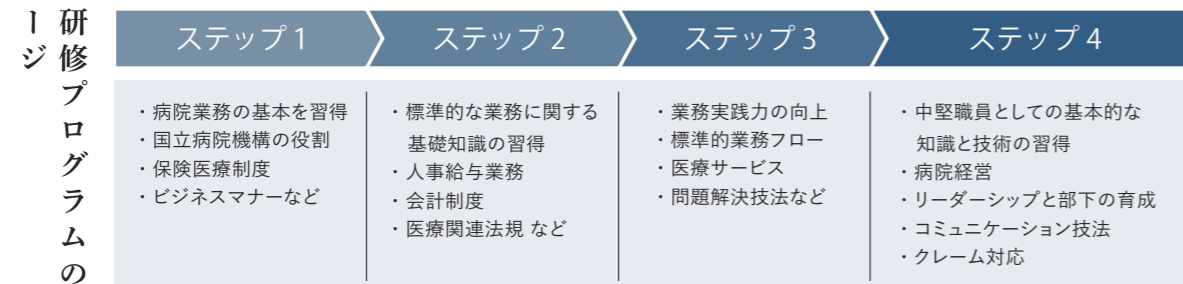 研修プログラムの
ージ
ステップ 1
・病院業務の基本を習得
・国立病院機構の役割
・保険医療制度
・ビジネスマナーなど
ステップ 2
・標準的な業務に関する
基礎知識の習得
・人事給与業務
・会計制度
・医療関連法規 など
ステップ 3
・業務実践力の向上
・標準的業務フロー
・医療サービス
・問題解決技法など
ステップ 4
・中堅職員としての基本的な
知識と技術の習得
・病院経営
・リーダーシップと部下の育成
・コミュニケーション技法
・クレーム対応